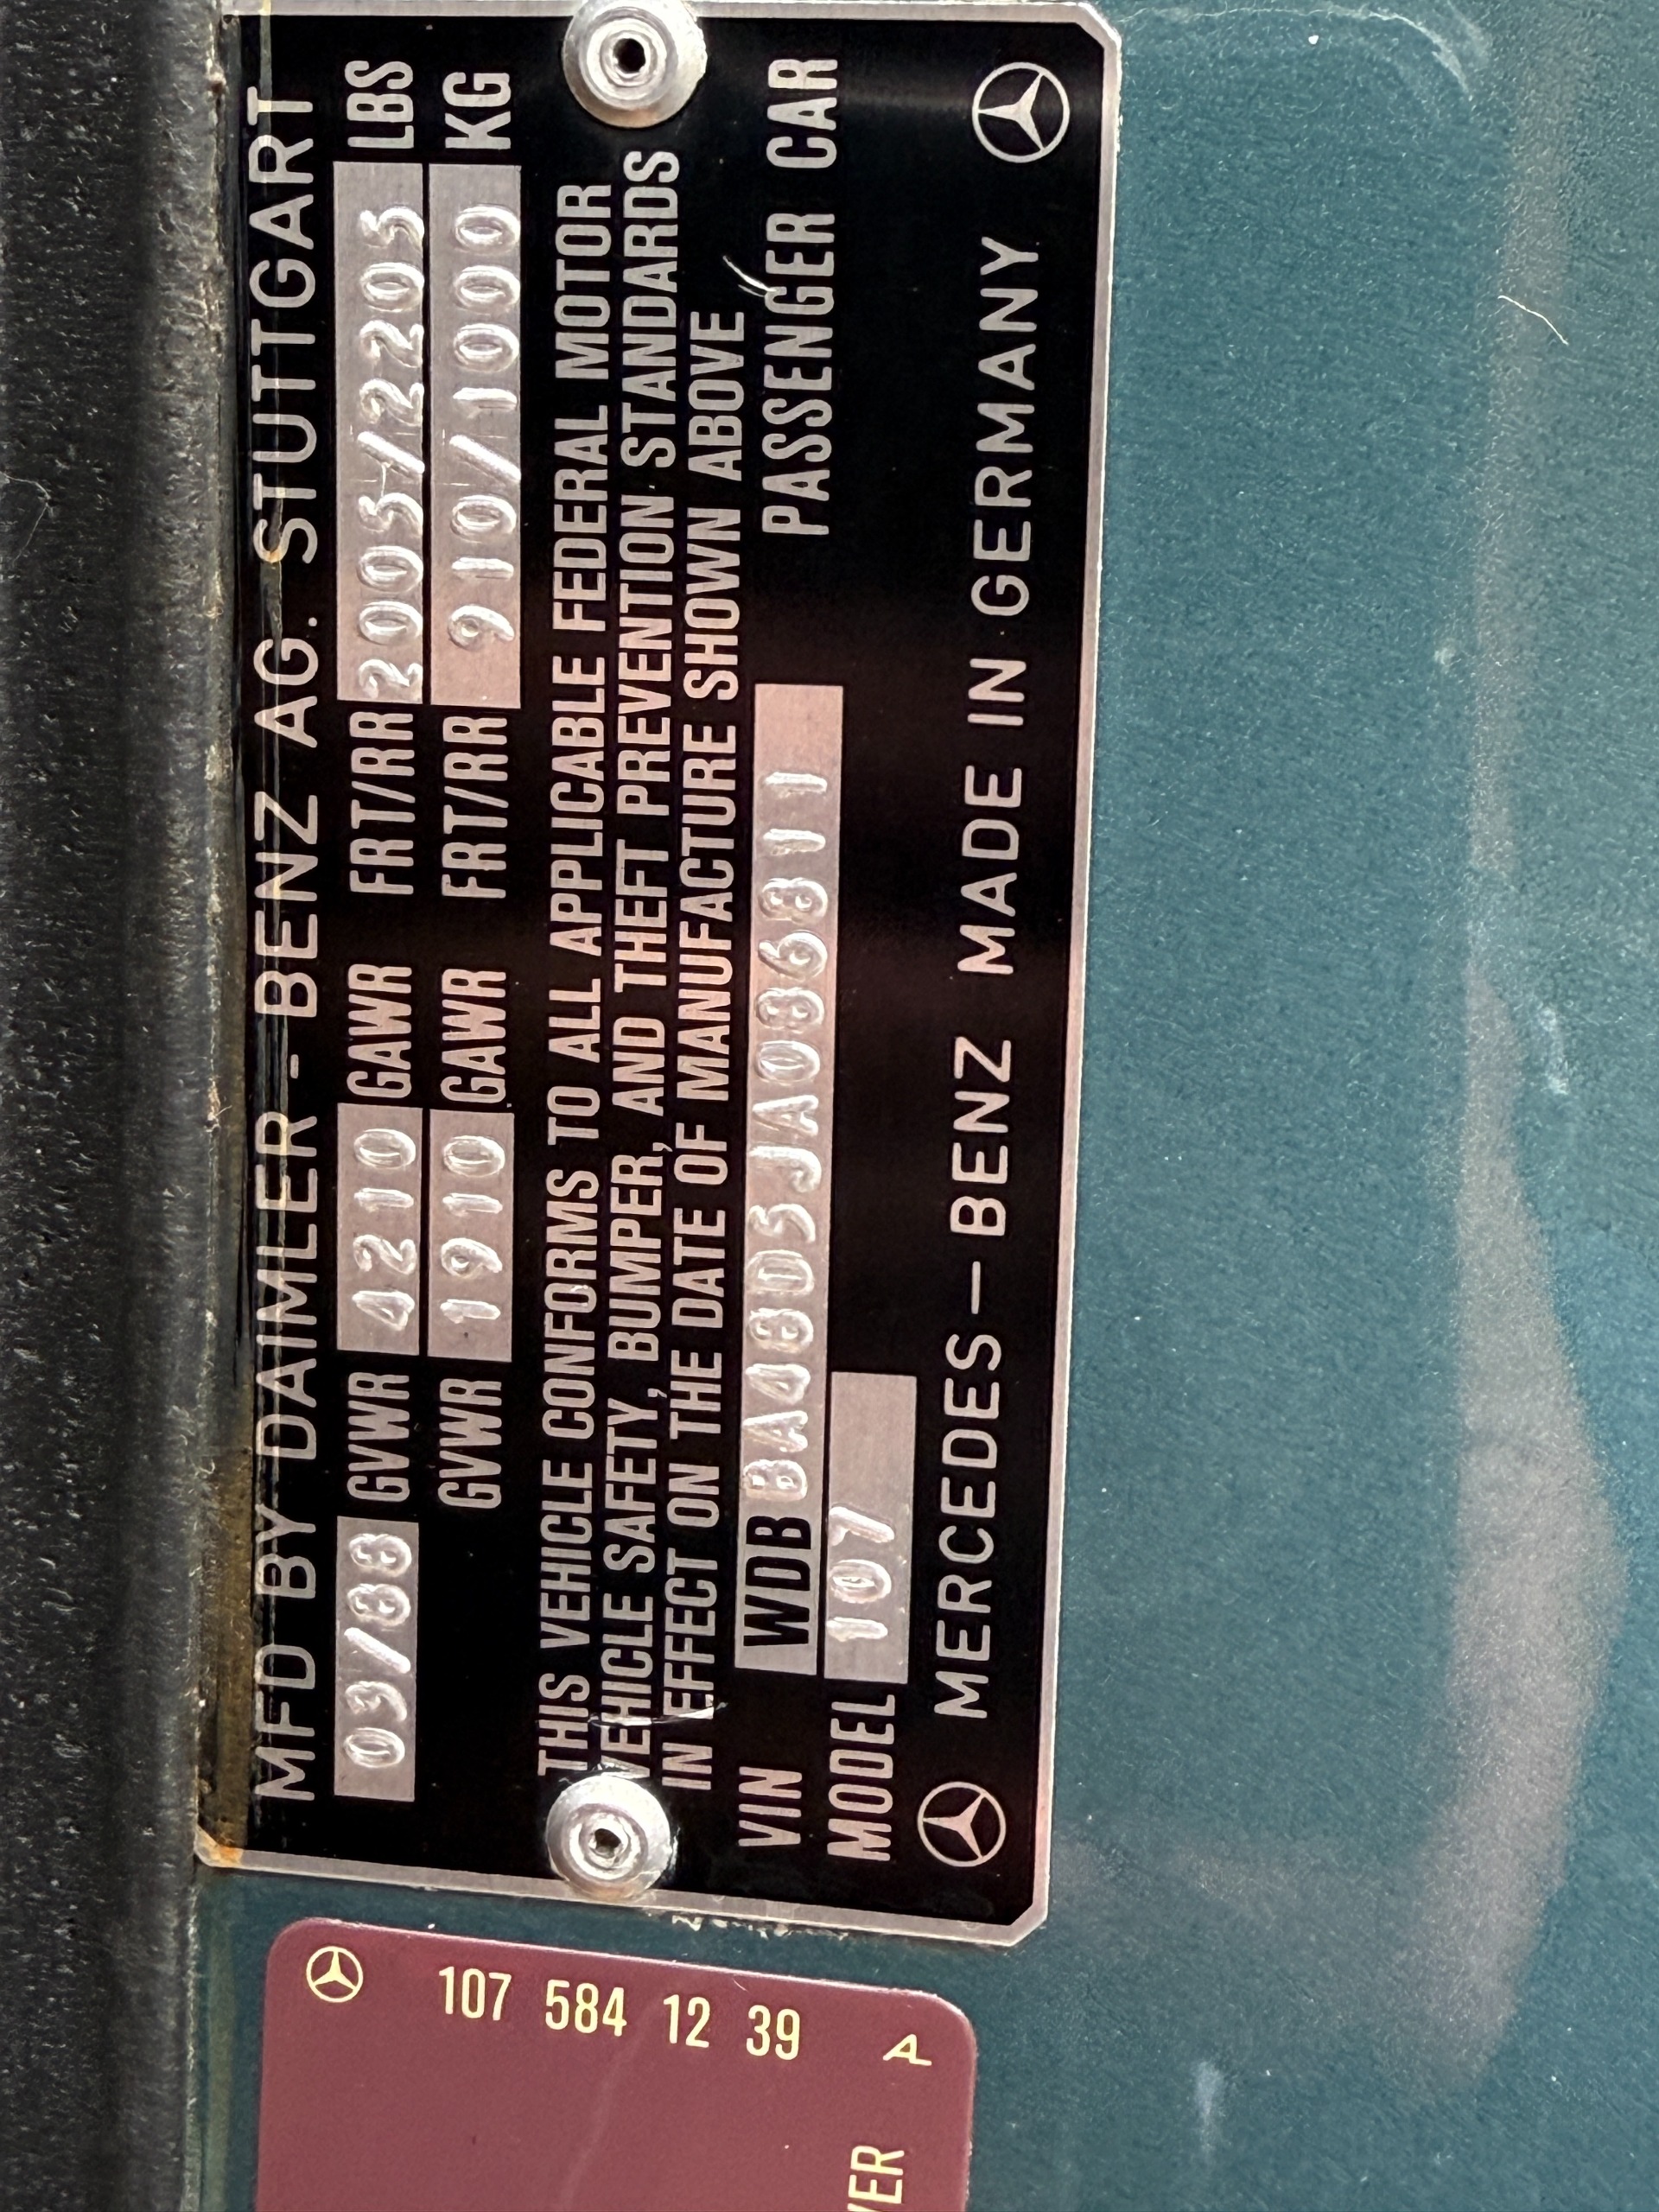 MFD BY DAIMLER - BENZ AG. STUTTGART
03/88 GVWR 4210 GAWR FRT/RR 2005/2205 LBS
GVWR 1910 GAWR FRT/RR 910/1000 KG
THIS VEHICLE CONFORMS TO ALL APPLICABLE FEDERAL MOTOR
VEHICLE SAFETY, BUMPER, AND THEFT PREVENTION STANDARDS
IN EFFECT ON THE DATE OF MANUFACTURE SHOWN ABOVE
VIN WDB BA48D5JA086811 PASSENGER CAR
MODEL 107
MERCEDES-BENZ MADE IN GERMANY
107 584 12 39 A